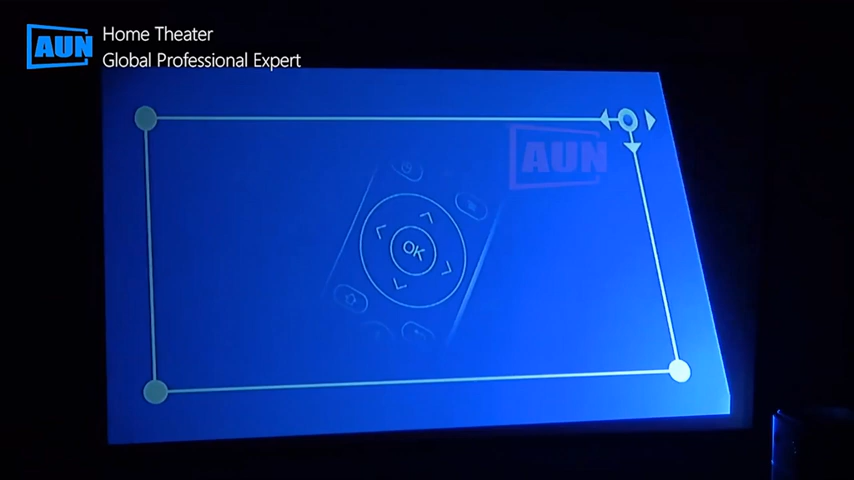 AUN
Home Theater
Global Professional Expert
AUN
OK